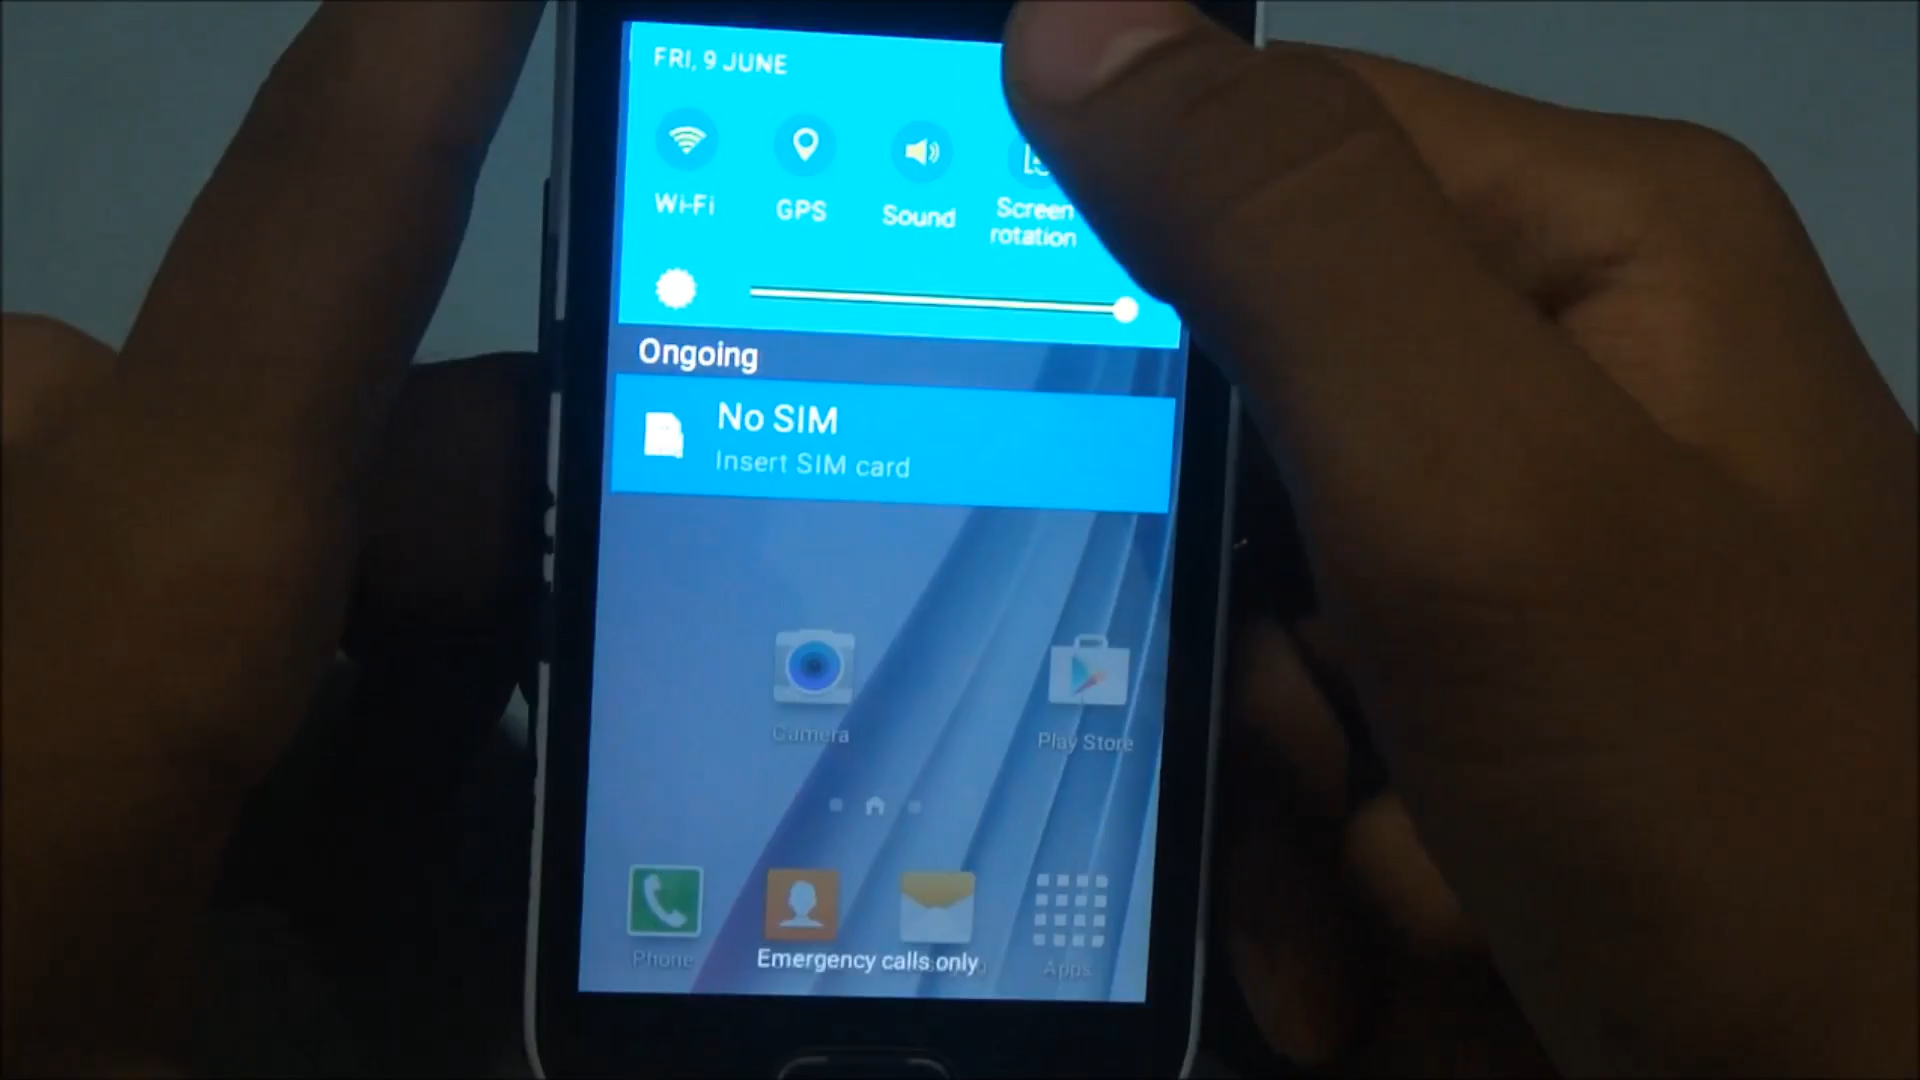 FRI, 9 JUNE
Wi-Fi
GPS
Sound
Screen
rotation
Ongoing
No SIM
Insert SIM card
Camera
Play Store
Phone
Emergency calls only
Apps